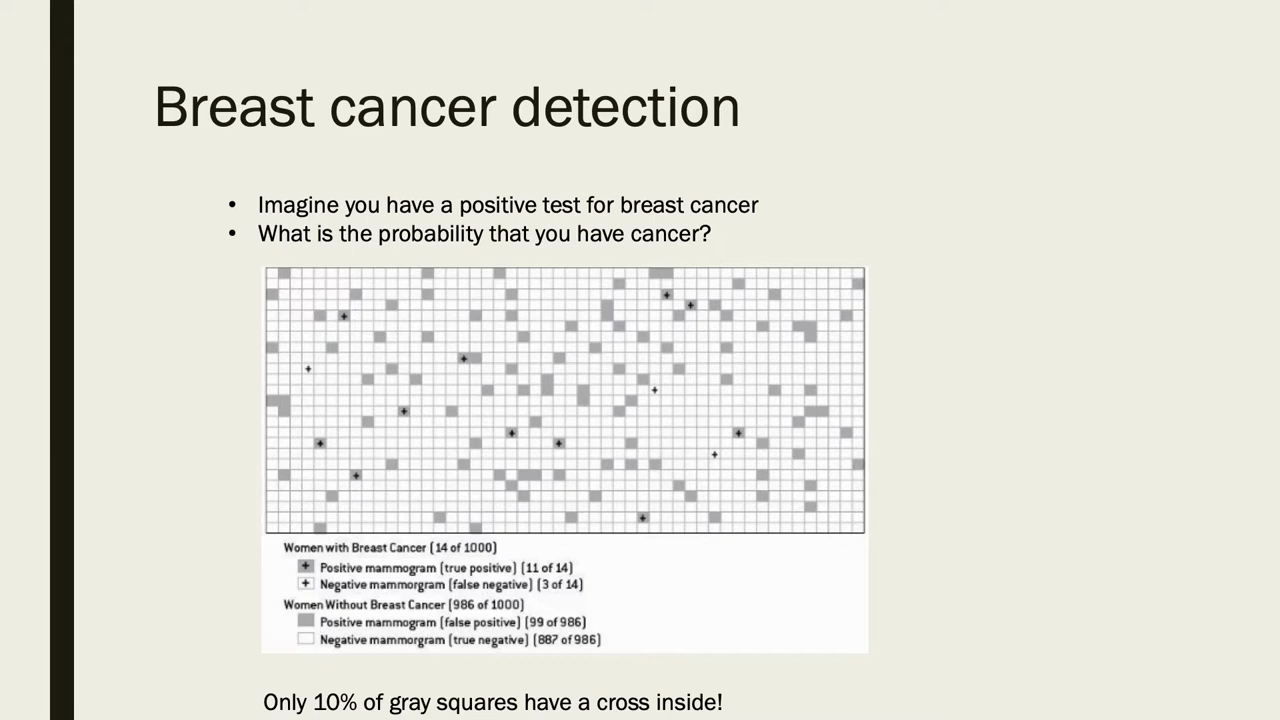 Breast cancer detection
• Imagine you have a positive test for breast cancer
• What is the probability that you have cancer?
Women with Breast Cancer (14 of 1000)
Positive mammogram (true positive) (11 of 14)
Negative mammorgram (false negative) (3 of 14)
Women Without Breast Cancer (986 of 1000)
Positive mammogram (false positive) (99 of 986)
Negative mammorgram (true negative) (887 of 986)
Only 10% of gray squares have a cross inside!